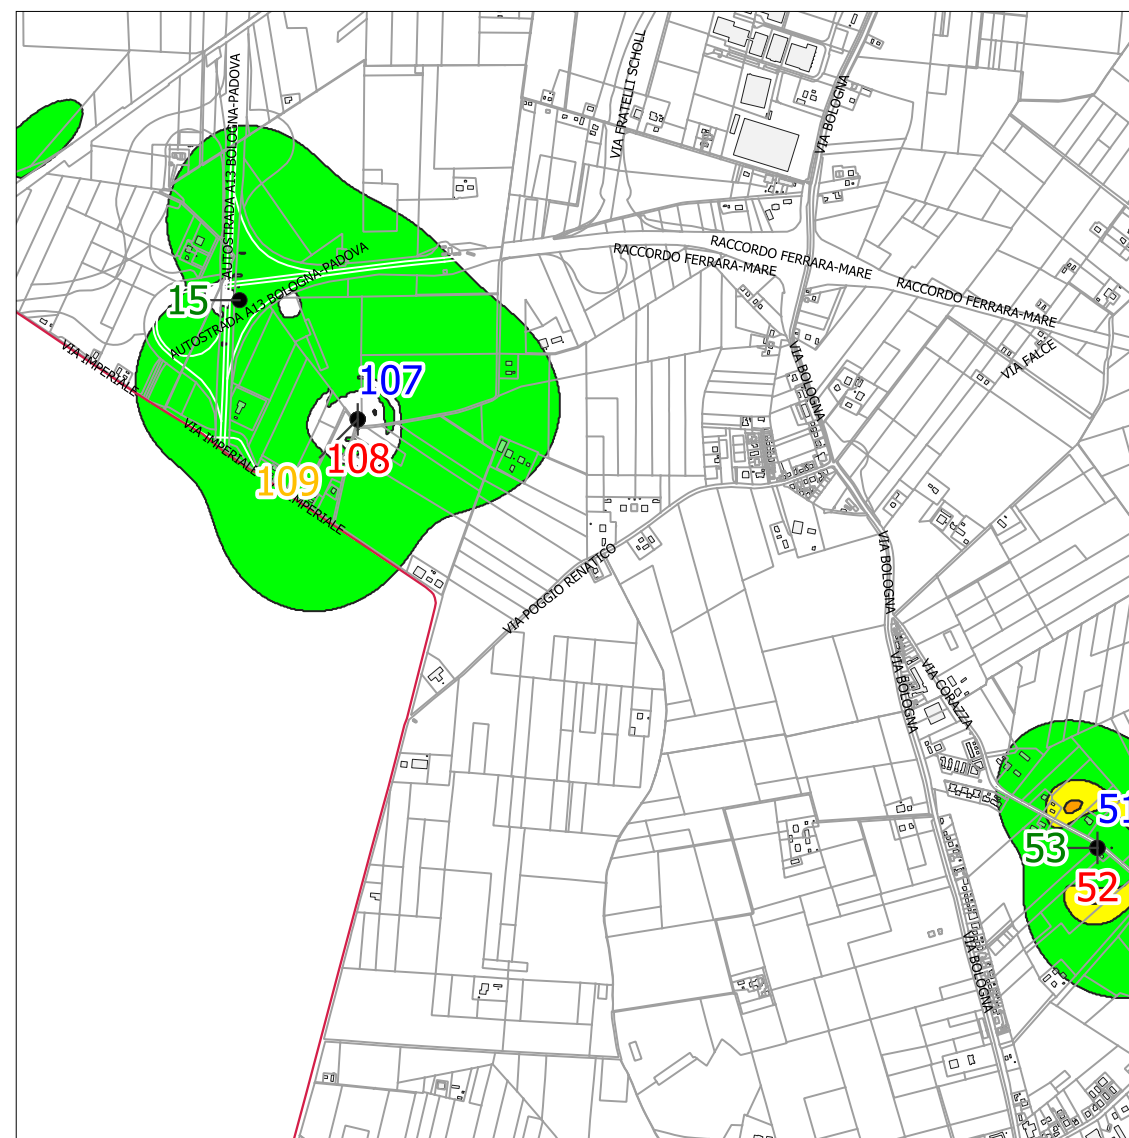 VIA FRATELLI SCHOLL
VIA BOLOGNA
AUTOSTRADA A13 BOLOGNA-PADOVA
AUTOSTRADA A13 BOLOGNA-PADOVA
RACCORDO FERRARA-MARE
RACCORDO FERRARA-MARE
RACCORDO FERRARA-MARE
15
VIA IMPERIALE
VIA FALCE
VIA BOLOGNA
107
VIA IMPERIALE
108
109
IMPERIALE
VIA POGGIO RENATICO
VIA BOLOGNA
VIA BOLOGNA
VIA CORAZZA
51
53
52
VIA BOLOGNA